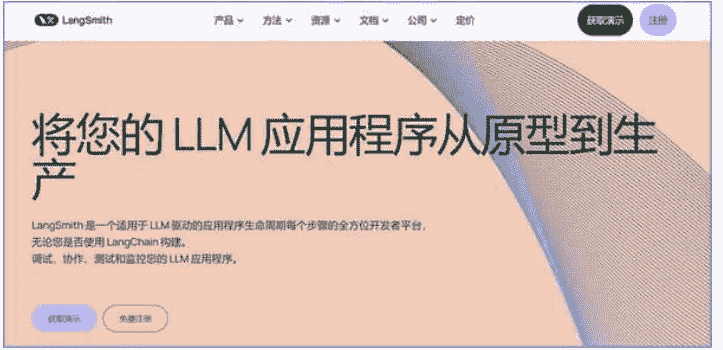 LangSmith
产品 方法 资源 文档 公司 定价
获取演示 注册
将您的 LLM 应用程序从原型到生
产
LangSmith 是一个适用于 LLM 驱动的应用程序生命周期每个步骤的全方位开发者平台，
无论您是否使用 LangChain 构建。
调试、协作、测试和监控您的 LLM 应用程序。
获取演示 免费注册